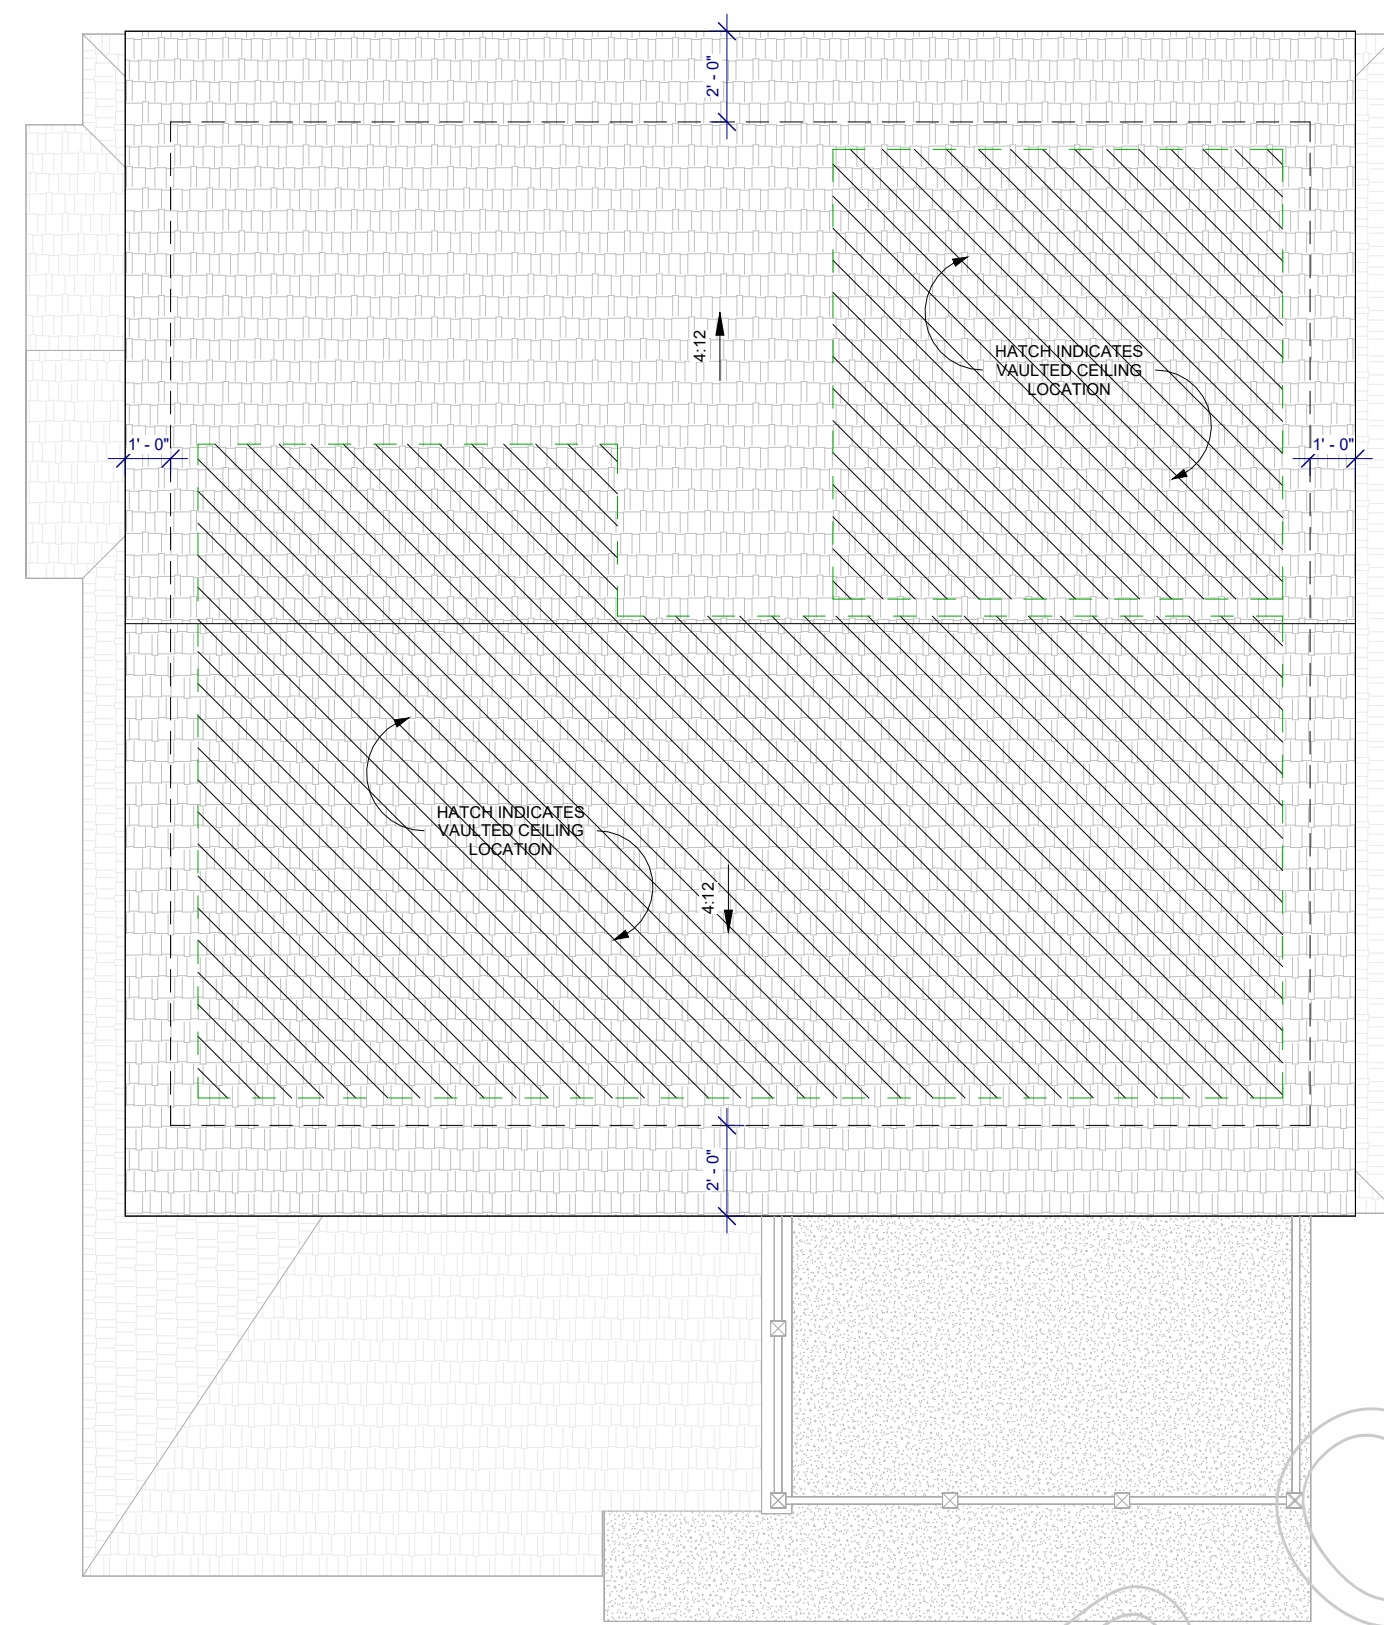 2' - 0"
4:12
HATCH INDICATES
VAULTED CEILING
LOCATION
1' - 0"
1' - 0"
HATCH INDICATES
VAULTED CEILING
LOCATION
4:12
2' - 0"